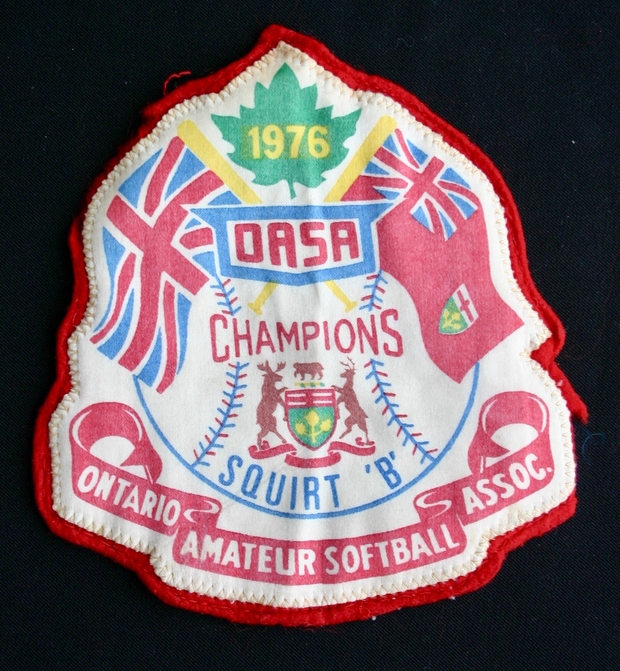 1976
OASA
CHAMPIONS
SQUIRT 'B'
ONTARIO
AMATEUR SOFTBALL
ASSOC.